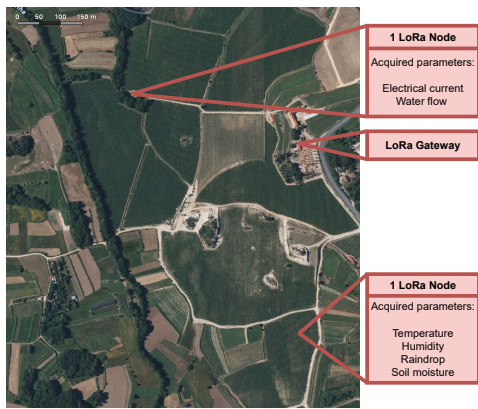 0 50 100 150 m
1 LoRa Node
Acquired parameters:
Electrical current
Water flow
LoRa Gateway
1 LoRa Node
Acquired parameters:
Temperature
Humidity
Raindrop
Soil moisture